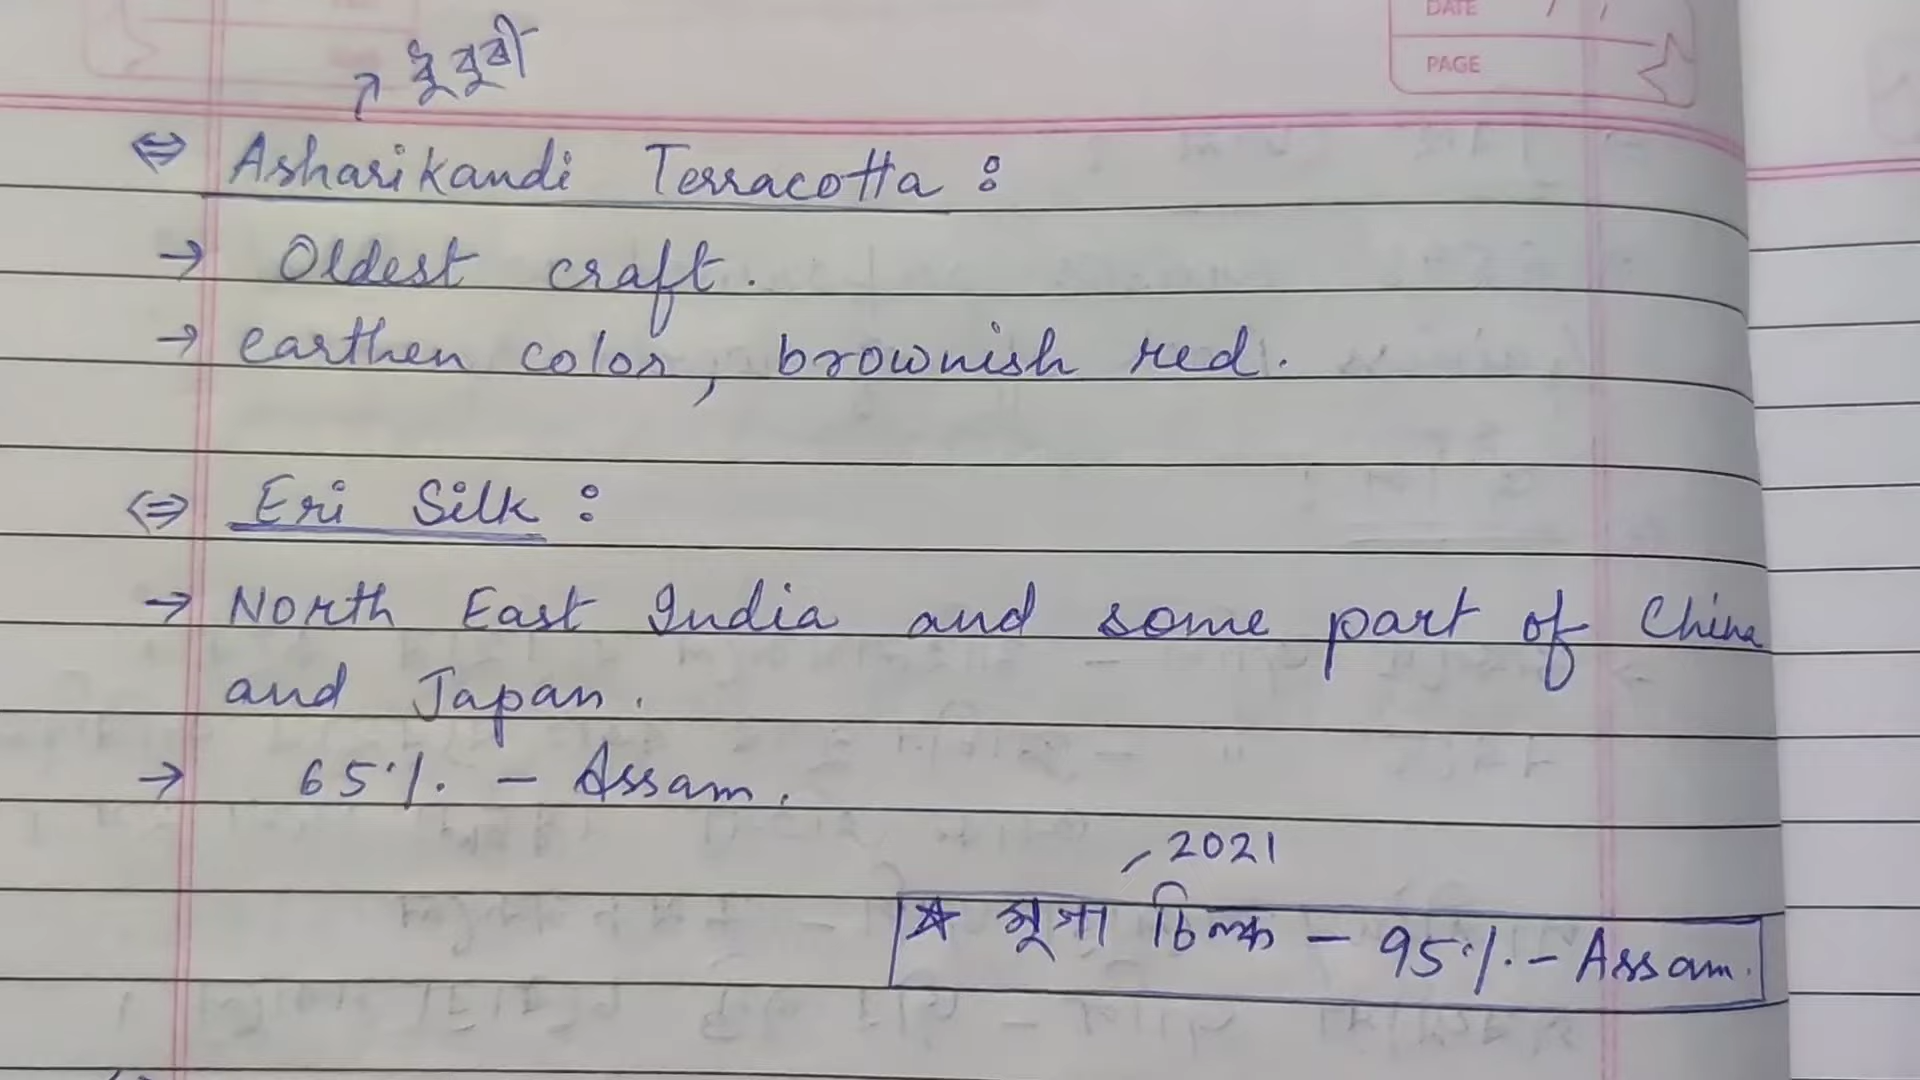 DATE / /
PAGE
↗ ধুবুৰী
⇔ Asharikandi Terracotta :
→ Oldest craft.
→ earthen color, brownish red.
⇔ Eri Silk :
→ North East India and some part of China
and Japan.
→ 65% - Assam.
2021
☆ মুগা চিল্ক - 95% - Assam.